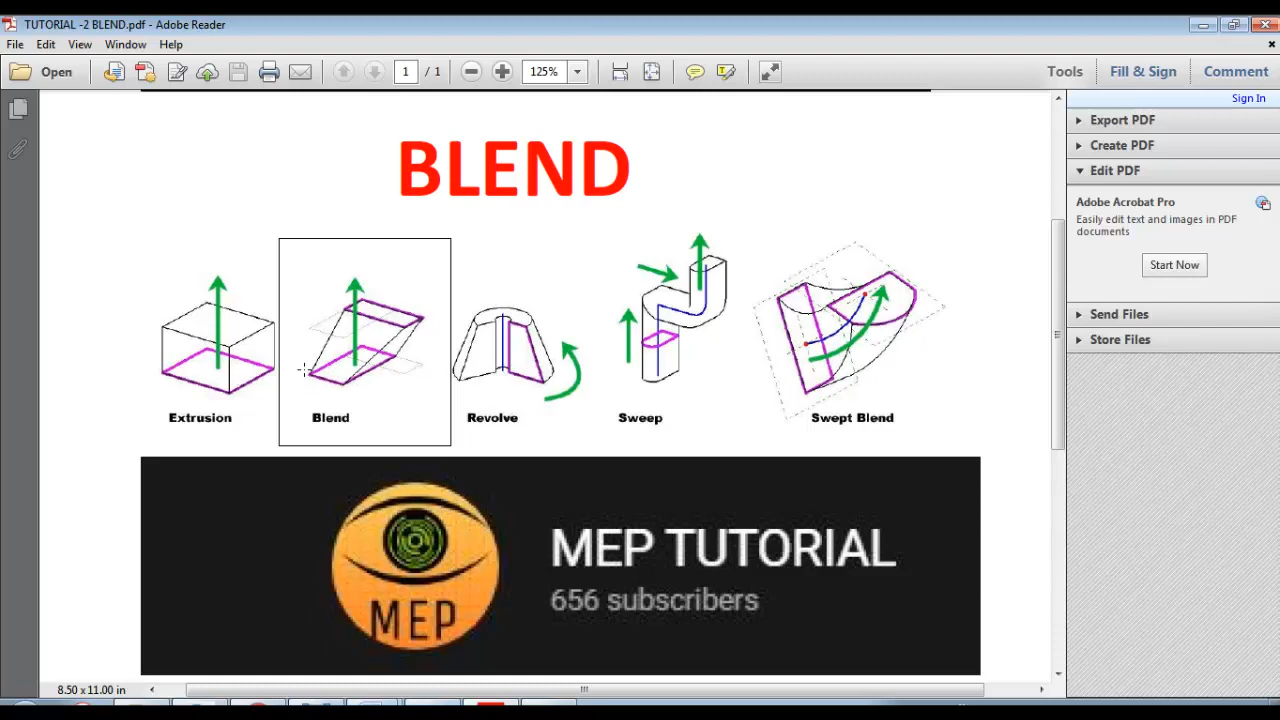 TUTORIAL -2 BLEND.pdf - Adobe Reader
File Edit View Window Help
Open 1 / 1 125% Tools Fill & Sign Comment
Sign In
Export PDF
Create PDF
Edit PDF
Adobe Acrobat Pro
Easily edit text and images in PDF
documents
Start Now
Send Files
Store Files
BLEND
Extrusion Blend Revolve Sweep Swept Blend
MEP
MEP TUTORIAL
656 subscribers
8.50 x 11.00 in